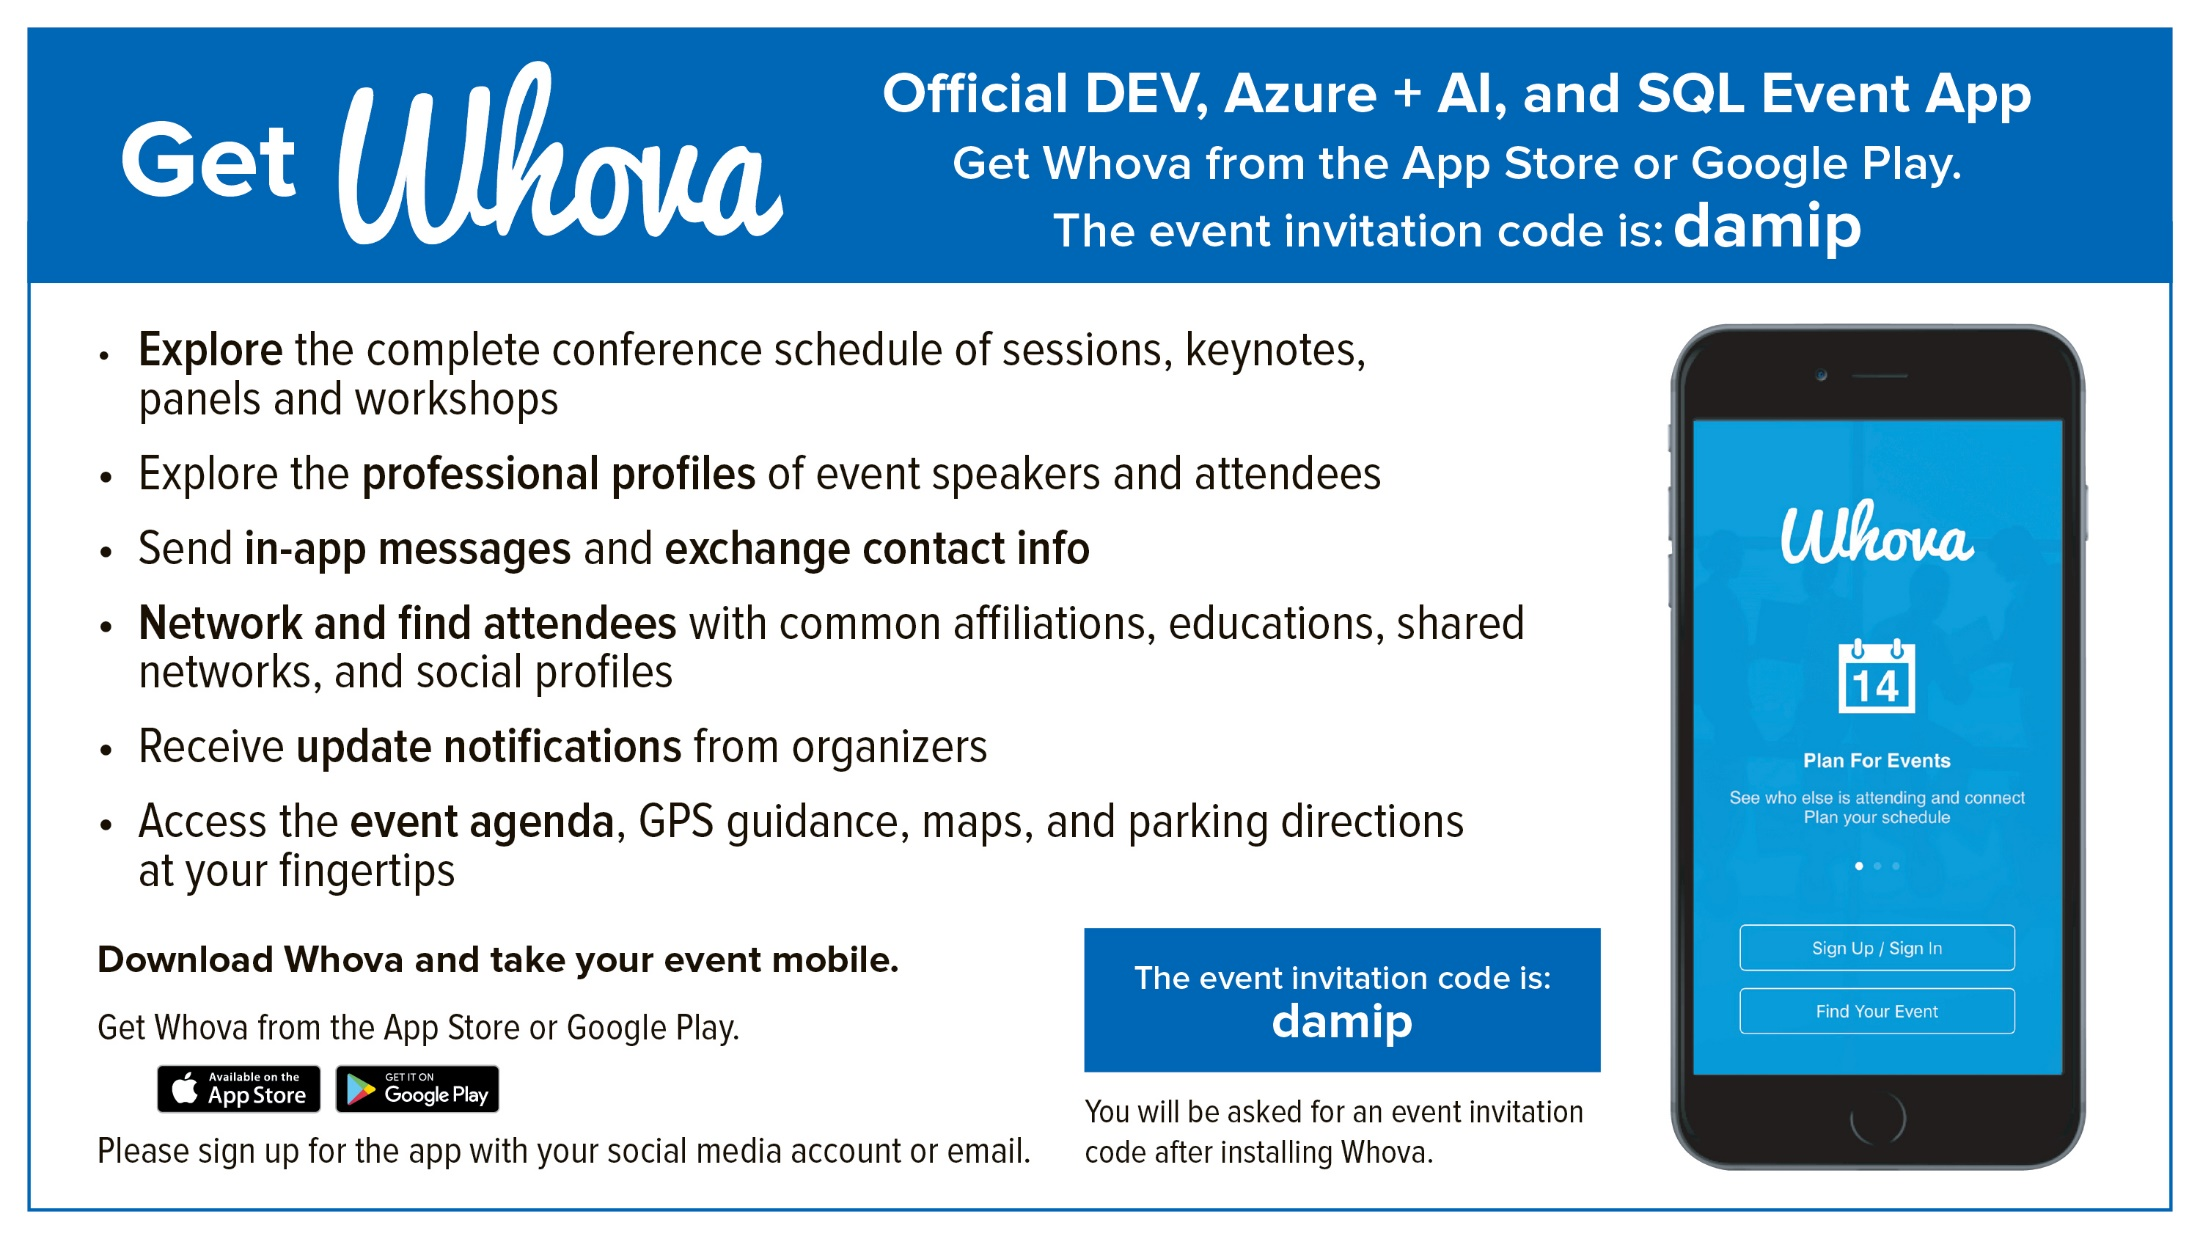 Get Whova
Official DEV, Azure + AI, and SQL Event App
Get Whova from the App Store or Google Play.
The event invitation code is: damip
• Explore the complete conference schedule of sessions, keynotes,
panels and workshops
• Explore the professional profiles of event speakers and attendees
• Send in-app messages and exchange contact info
• Network and find attendees with common affiliations, educations, shared
networks, and social profiles
• Receive update notifications from organizers
• Access the event agenda, GPS guidance, maps, and parking directions
at your fingertips
Download Whova and take your event mobile.
Get Whova from the App Store or Google Play.
Available on the
App Store
GET IT ON
Google Play
Please sign up for the app with your social media account or email.
The event invitation code is:
damip
You will be asked for an event invitation
code after installing Whova.
Whova
14
Plan For Events
See who else is attending and connect
Plan your schedule
Sign Up / Sign In
Find Your Event